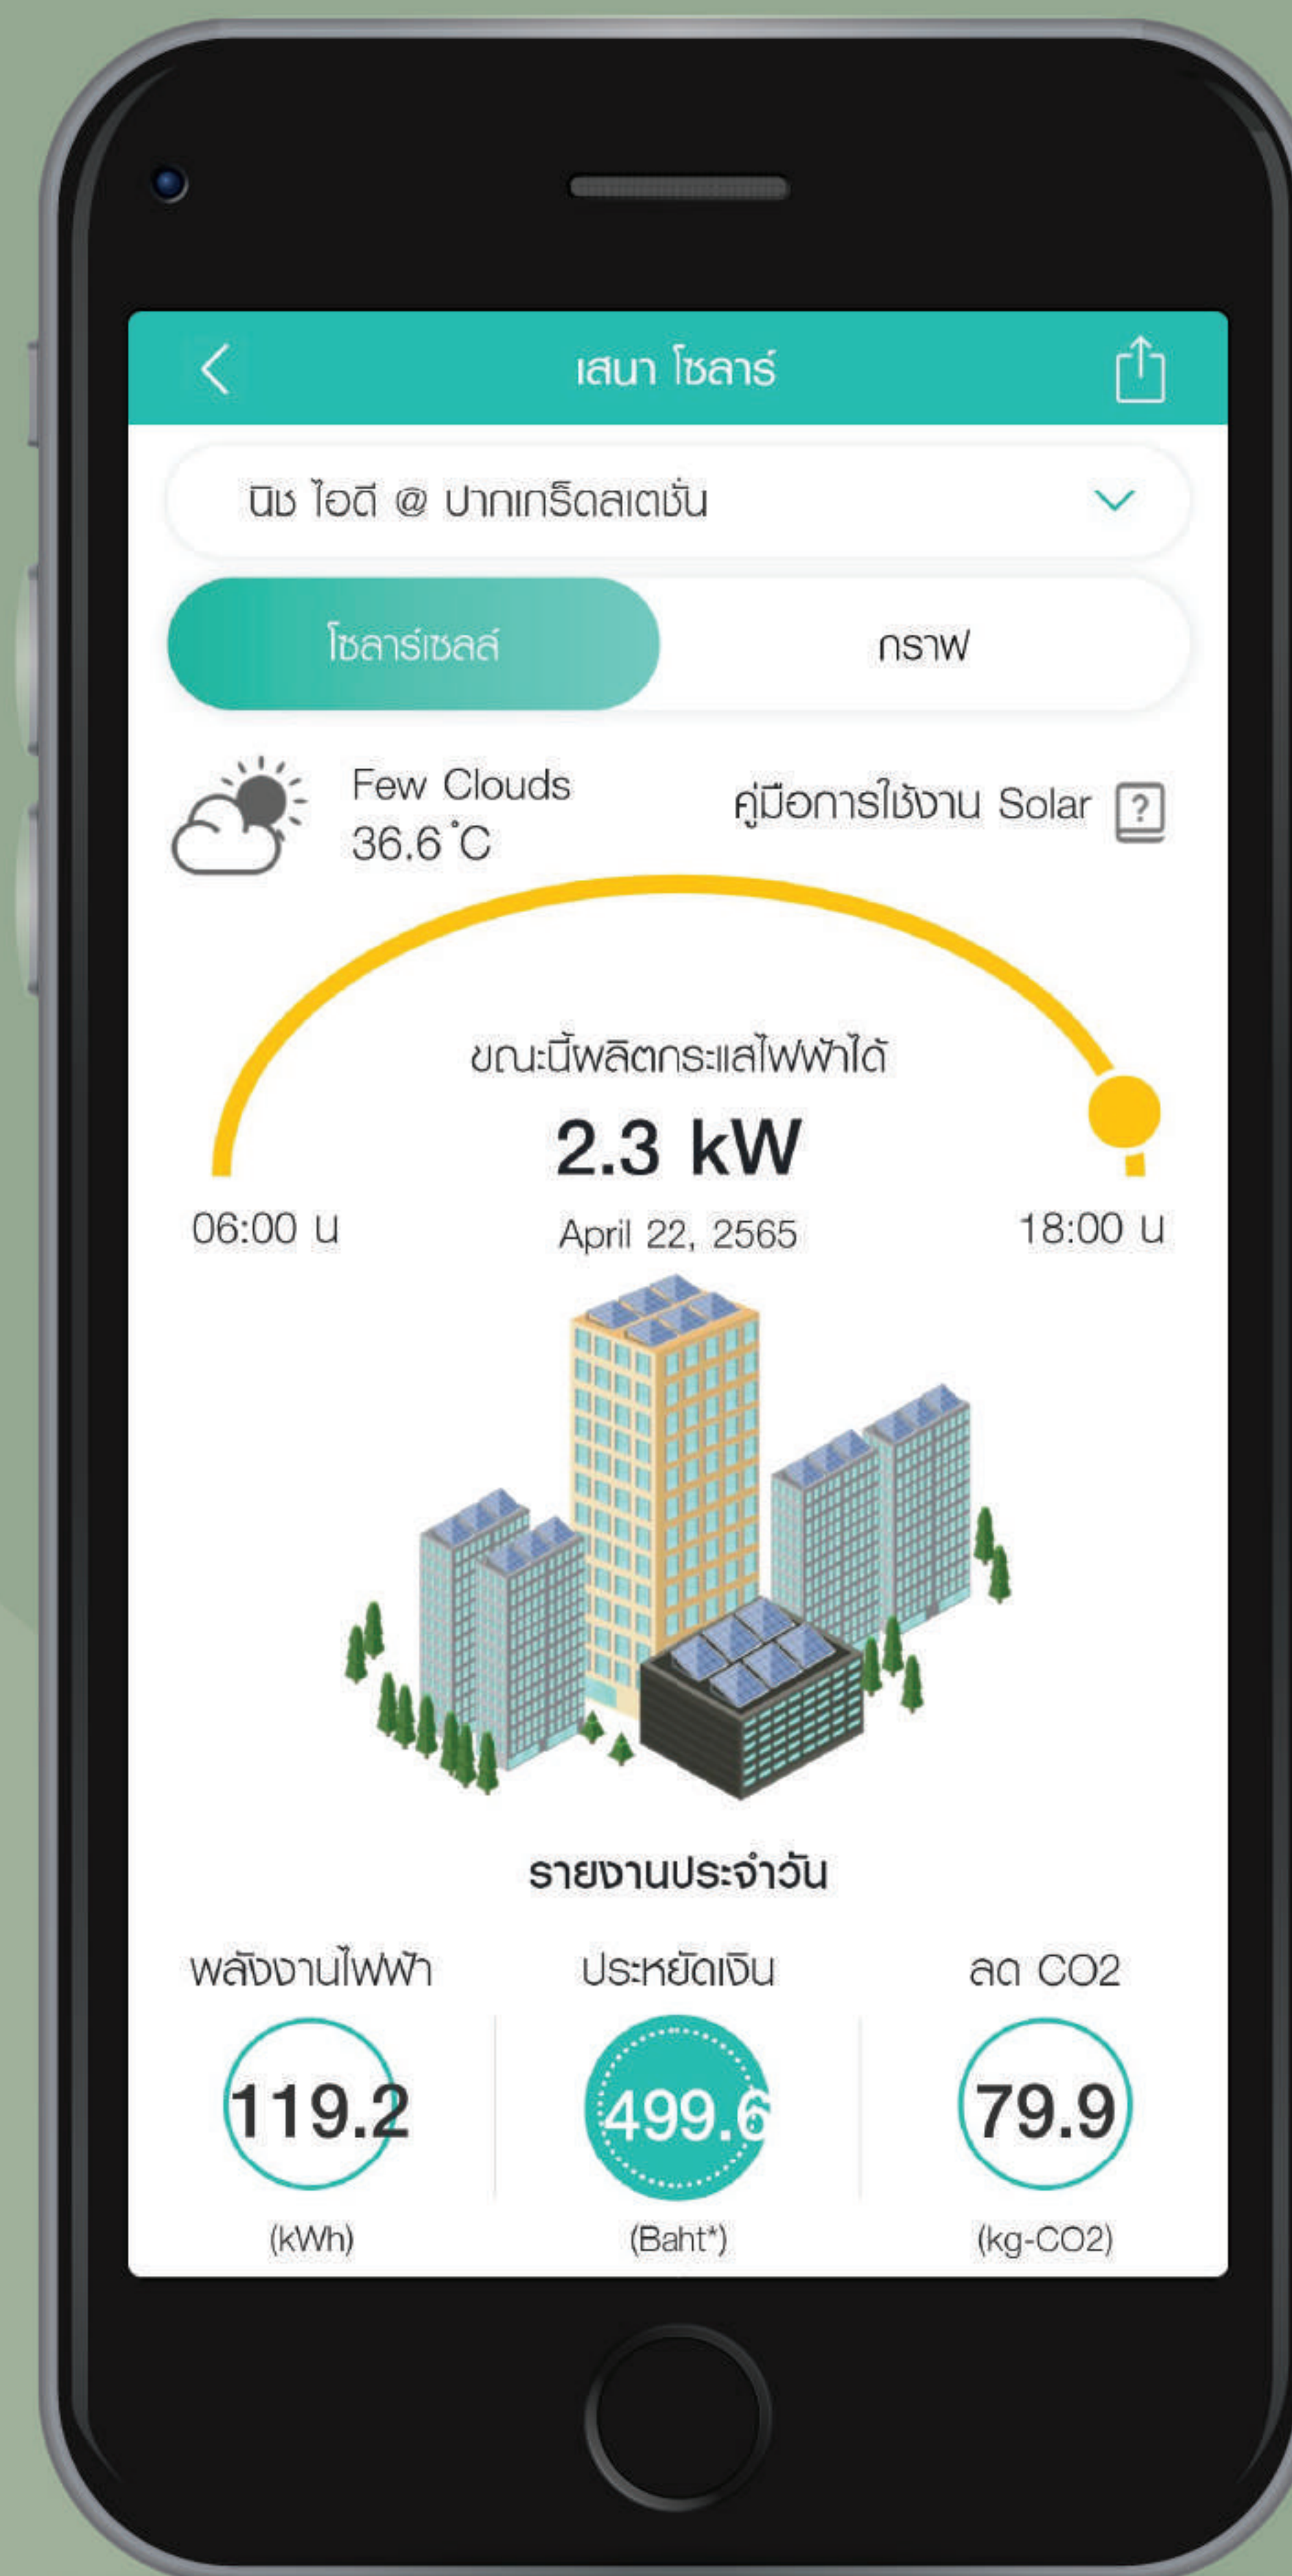 เสนา โซลาร์
นิช ไอดี @ ปากเกร็ดสเตชั่น
โซลาร์เซลล์
กราฟ
Few Clouds
36.6 °C
คู่มือการใช้งาน Solar
?
ขณะนี้ผลิตกระแสไฟฟ้าได้
2.3 kW
06:00 น
April 22, 2565
18:00 น
รายงานประจำวัน
พลังงานไฟฟ้า
ประหยัดเงิน
ลด CO2
119.2
499.6
79.9
(kWh)
(Baht*)
(kg-CO2)